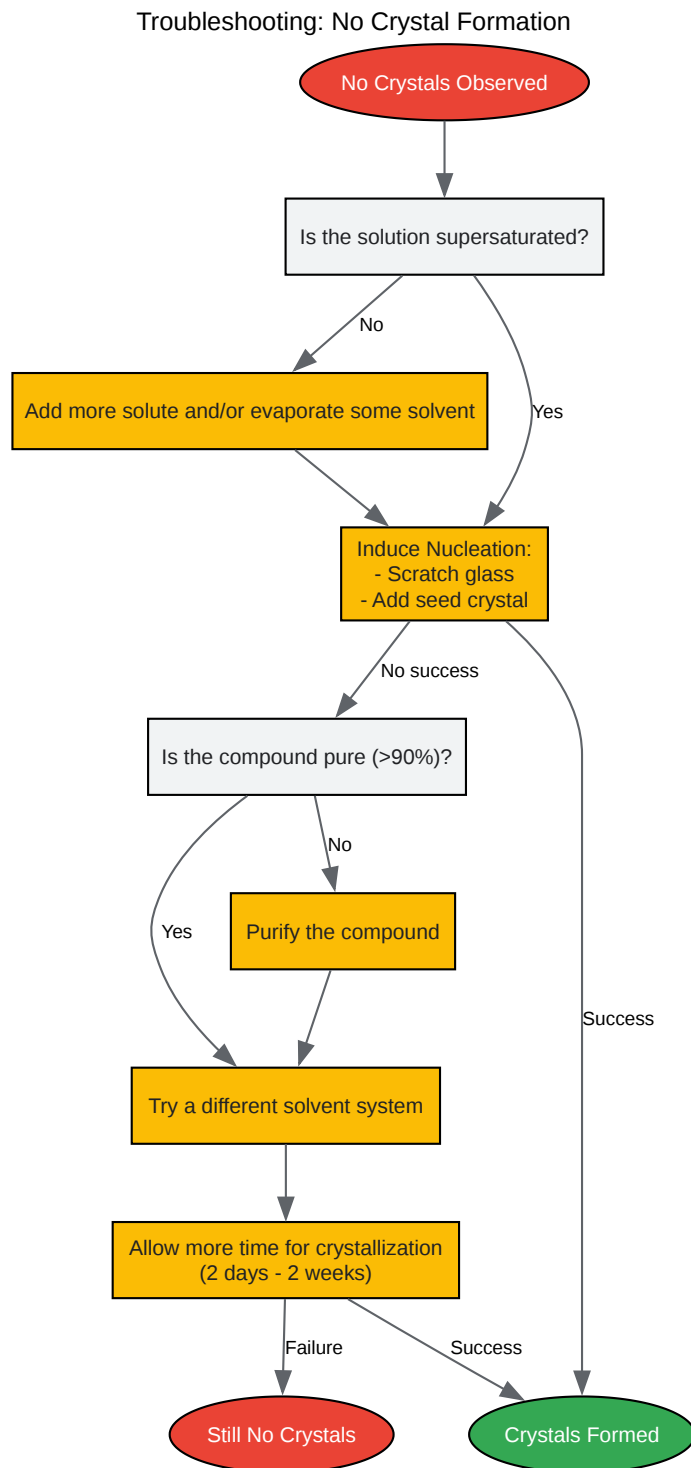 Troubleshooting: No Crystal Formation
No Crystals Observed
Is the solution supersaturated?
No
Add more solute and/or evaporate some solvent
Yes
Induce Nucleation:
- Scratch glass
- Add seed crystal
No success
Is the compound pure (>90%)?
No
Yes
Purify the compound
Success
Try a different solvent system
Allow more time for crystallization
(2 days - 2 weeks)
Failure
Success
Still No Crystals
Crystals Formed